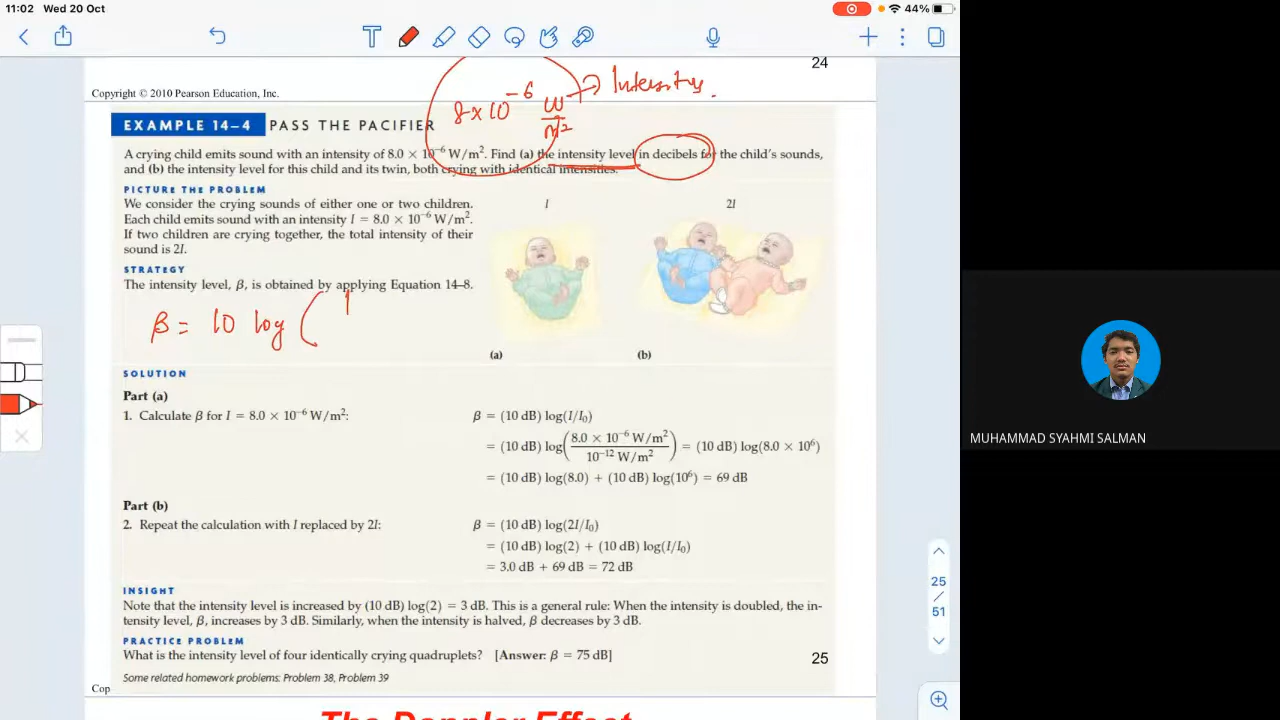 11:02 Wed 20 Oct
44%
24
Copyright © 2010 Pearson Education, Inc.
8×10⁻⁶ W/m² → Intensity.
EXAMPLE 14–4 PASS THE PACIFIER
A crying child emits sound with an intensity of 8.0 × 10⁻⁶ W/m². Find (a) the intensity level in decibels for the child's sounds,
and (b) the intensity level for this child and its twin, both crying with identical intensities.
PICTURE THE PROBLEM
We consider the crying sounds of either one or two children.
Each child emits sound with an intensity I = 8.0 × 10⁻⁶ W/m².
If two children are crying together, the total intensity of their
sound is 2I.
I
2I
STRATEGY
The intensity level, β, is obtained by applying Equation 14–8.
β = 10 log (
(a)
(b)
SOLUTION
Part (a)
1. Calculate β for I = 8.0 × 10⁻⁶ W/m²:
β = (10 dB) log(I/I₀)
= (10 dB) log(8.0 × 10⁻⁶ W/m² / 10⁻¹² W/m²) = (10 dB) log(8.0 × 10⁶)
= (10 dB) log(8.0) + (10 dB) log(10⁶) = 69 dB
Part (b)
2. Repeat the calculation with I replaced by 2I:
β = (10 dB) log(2I/I₀)
= (10 dB) log(2) + (10 dB) log(I/I₀)
= 3.0 dB + 69 dB = 72 dB
INSIGHT
Note that the intensity level is increased by (10 dB) log(2) = 3 dB. This is a general rule: When the intensity is doubled, the in-
tensity level, β, increases by 3 dB. Similarly, when the intensity is halved, β decreases by 3 dB.
PRACTICE PROBLEM
What is the intensity level of four identically crying quadruplets? [Answer: β = 75 dB]
Some related homework problems: Problem 38, Problem 39
25
Cop
The Doppler Effect
25
/
51
MUHAMMAD SYAHMI SALMAN